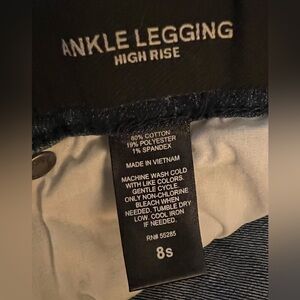 ANKLE LEGGING
HIGH RISE
80% COTTON
19% POLYESTER
1% SPANDEX
MADE IN VIETNAM
MACHINE WASH COLD
WITH LIKE COLORS.
GENTLE CYCLE.
ONLY NON-CHLORINE
BLEACH WHEN
NEEDED. TUMBLE DRY
LOW. COOL IRON
IF NEEDED.
RN# 55285
8s